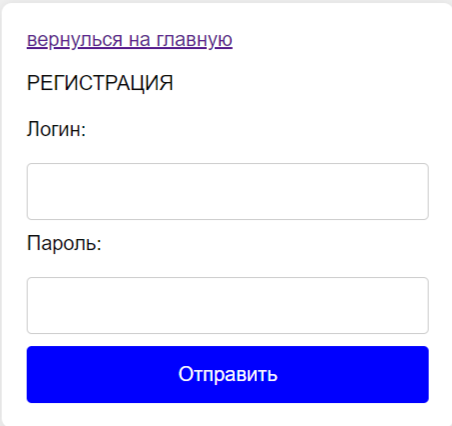 вернулься на главную
РЕГИСТРАЦИЯ
Логин:
Пароль:
Отправить